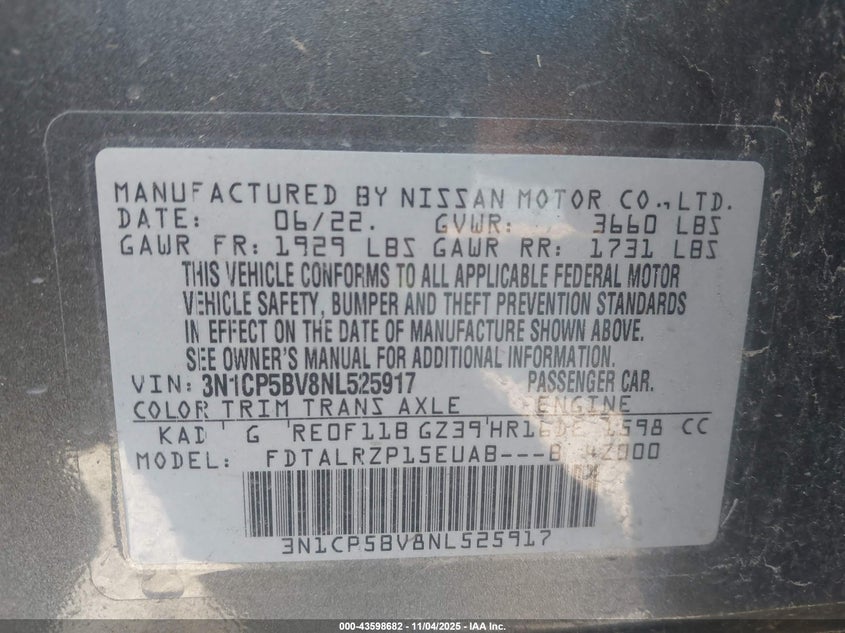 MANUFACTURED BY NISSAN MOTOR CO., LTD.
DATE: 06/22. GVWR: 3660 LBS
GAWR FR: 1929 LBS GAWR RR: 1731 LBS
THIS VEHICLE CONFORMS TO ALL APPLICABLE FEDERAL MOTOR
VEHICLE SAFETY, BUMPER AND THEFT PREVENTION STANDARDS
IN EFFECT ON THE DATE OF MANUFACTURE SHOWN ABOVE.
SEE OWNER'S MANUAL FOR ADDITIONAL INFORMATION.
VIN: 3N1CP5BV8NL525917 PASSENGER CAR.
COLOR TRIM TRANS AXLE ENGINE
KAD G RE0F11B GZ39 HR16DE 1598 CC
MODEL: FDTALRZP15EUAB---B
3N1CP5BV8NL525917
000-43598682 - 11/04/2025 - IAA Inc.